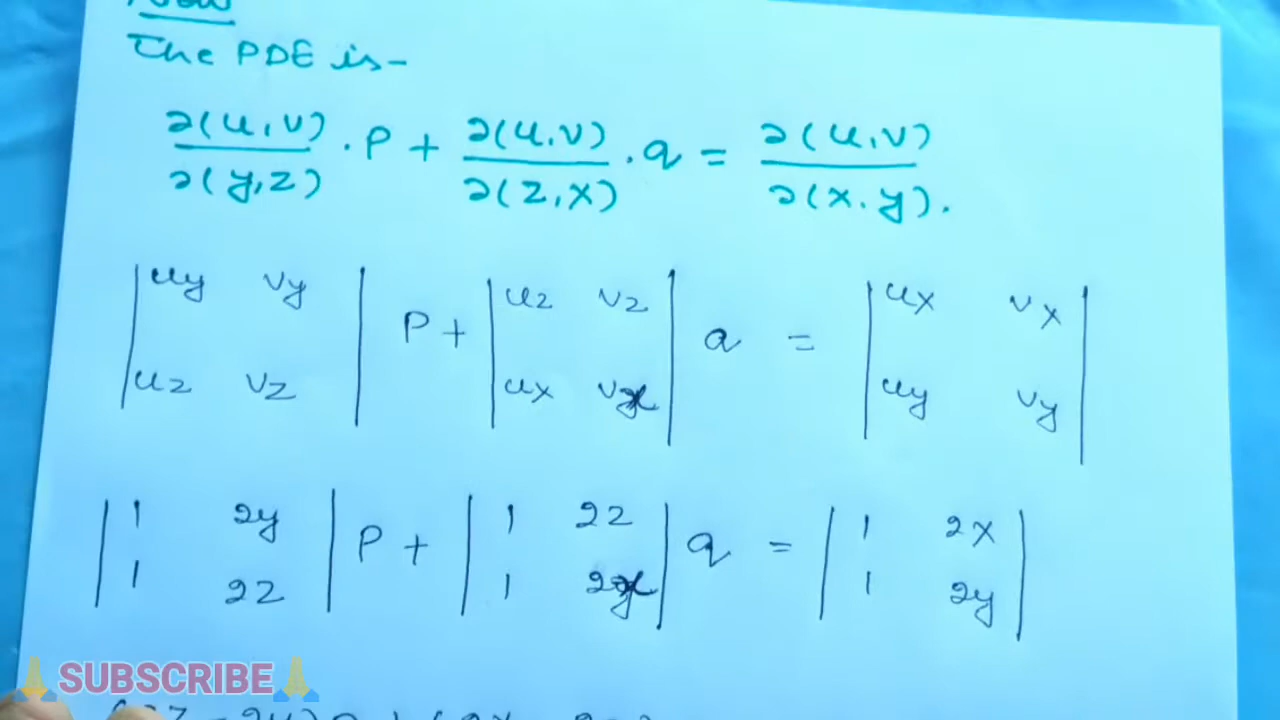 Now
The PDE is-
∂(u,v)/∂(y,z) . P + ∂(u,v)/∂(z,x) . q = ∂(u,v)/∂(x.y).
| uy vy | P + | uz vz | q = | ux vx |
| uz vz | | ux vx | | uy vy |
| 1 2y | P + | 1 2z | q = | 1 2x |
| 1 2z | | 1 2x | | 1 2y |
🙏SUBSCRIBE🙏